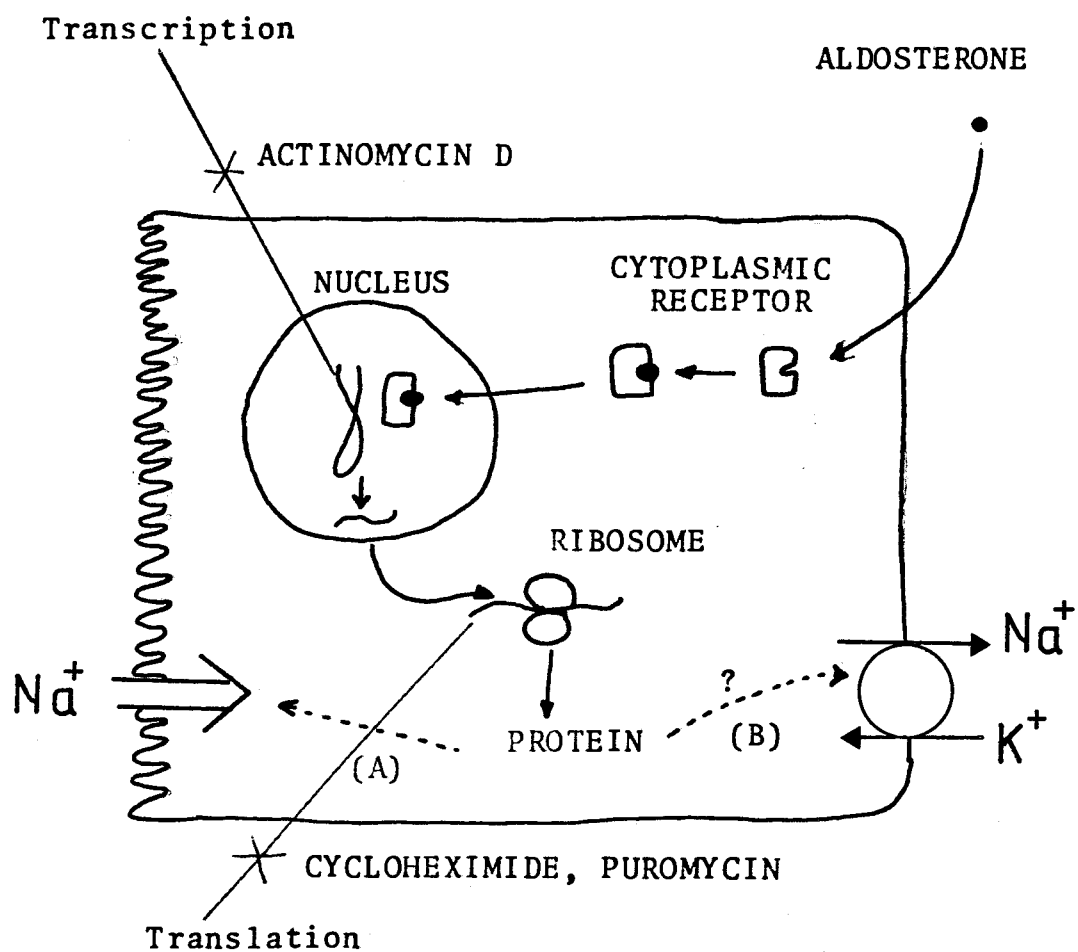 Transcription
ALDOSTERONE
ACTINOMYCIN D
NUCLEUS
CYTOPLASMIC
RECEPTOR
RIBOSOME
Na+
Na+
?
PROTEIN
(B)
K+
(A)
CYCLOHEXIMIDE, PUROMYCIN
Translation